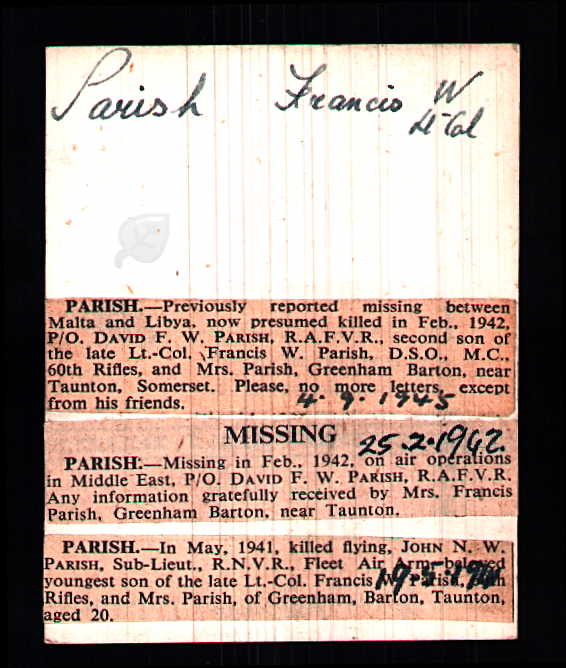 Parish Francis W
Lt-Col
PARISH.—Previously reported missing between
Malta and Libya, now presumed killed in Feb., 1942,
P/O. DAVID F. W. PARISH, R.A.F.V.R., second son of
the late Lt.-Col. Francis W. Parish, D.S.O., M.C.,
60th Rifles, and Mrs. Parish, Greenham Barton, near
Taunton, Somerset. Please, no more letters, except
from his friends. 4.9.1945
MISSING 25.2.1942.
PARISH.—Missing in Feb., 1942, on air operations
in Middle East, P/O. DAVID F. W. PARISH, R.A.F.V.R.
Any information gratefully received by Mrs. Francis
Parish, Greenham Barton, near Taunton.
PARISH.—In May, 1941, killed flying, JOHN N. W.
PARISH, Sub-Lieut., R.N.V.R., Fleet Air Arm beloved
youngest son of the late Lt.-Col. Francis W. Parish,
Rifles, and Mrs. Parish, of Greenham, Barton, Taunton,
aged 20.